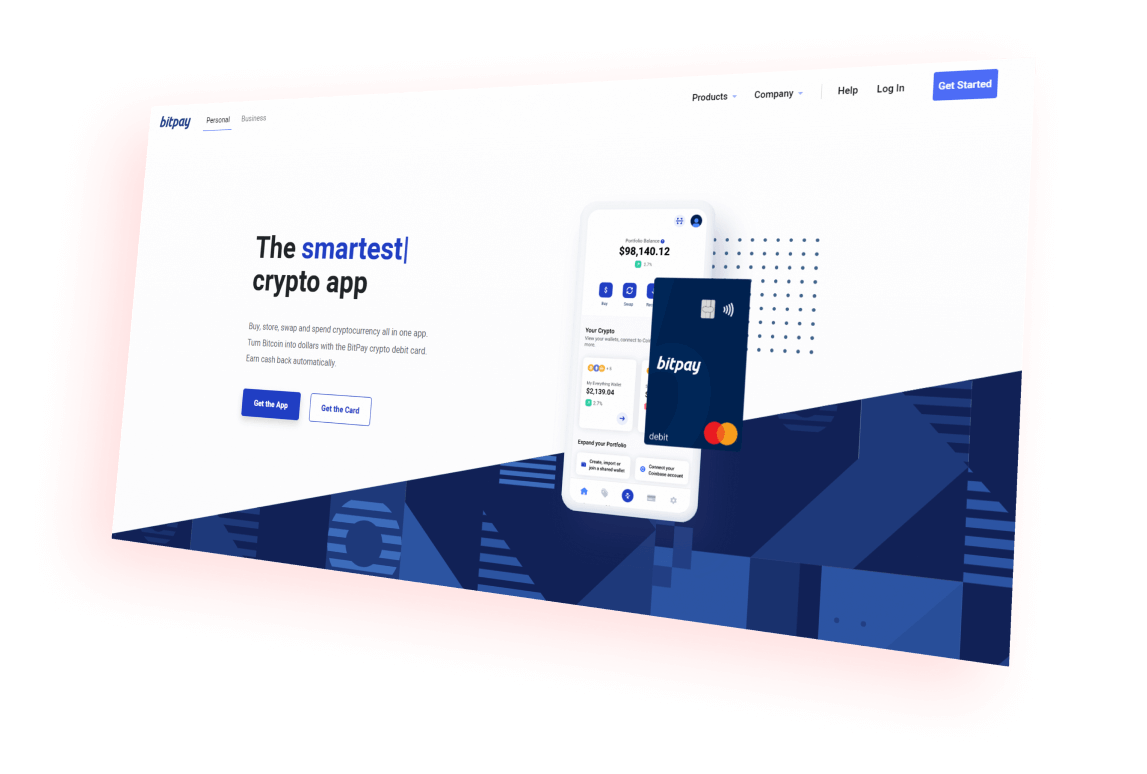 bitpay
Personal
Business
Products
Company
Help
Log In
Get Started
The smartest|
crypto app
Buy, store, swap and spend cryptocurrency all in one app.
Turn Bitcoin into dollars with the BitPay crypto debit card.
Earn cash back automatically.
Get the App
Get the Card
Portfolio Balance
$98,140.12
2.7%
Buy
Swap
Your Crypto
View your wallets, connect to
more.
My Everything Wallet
$2,139.04
2.7%
Expand your Portfolio
Create, import or
join a shared wallet
Connect your
Coinbase account
bitpay
debit